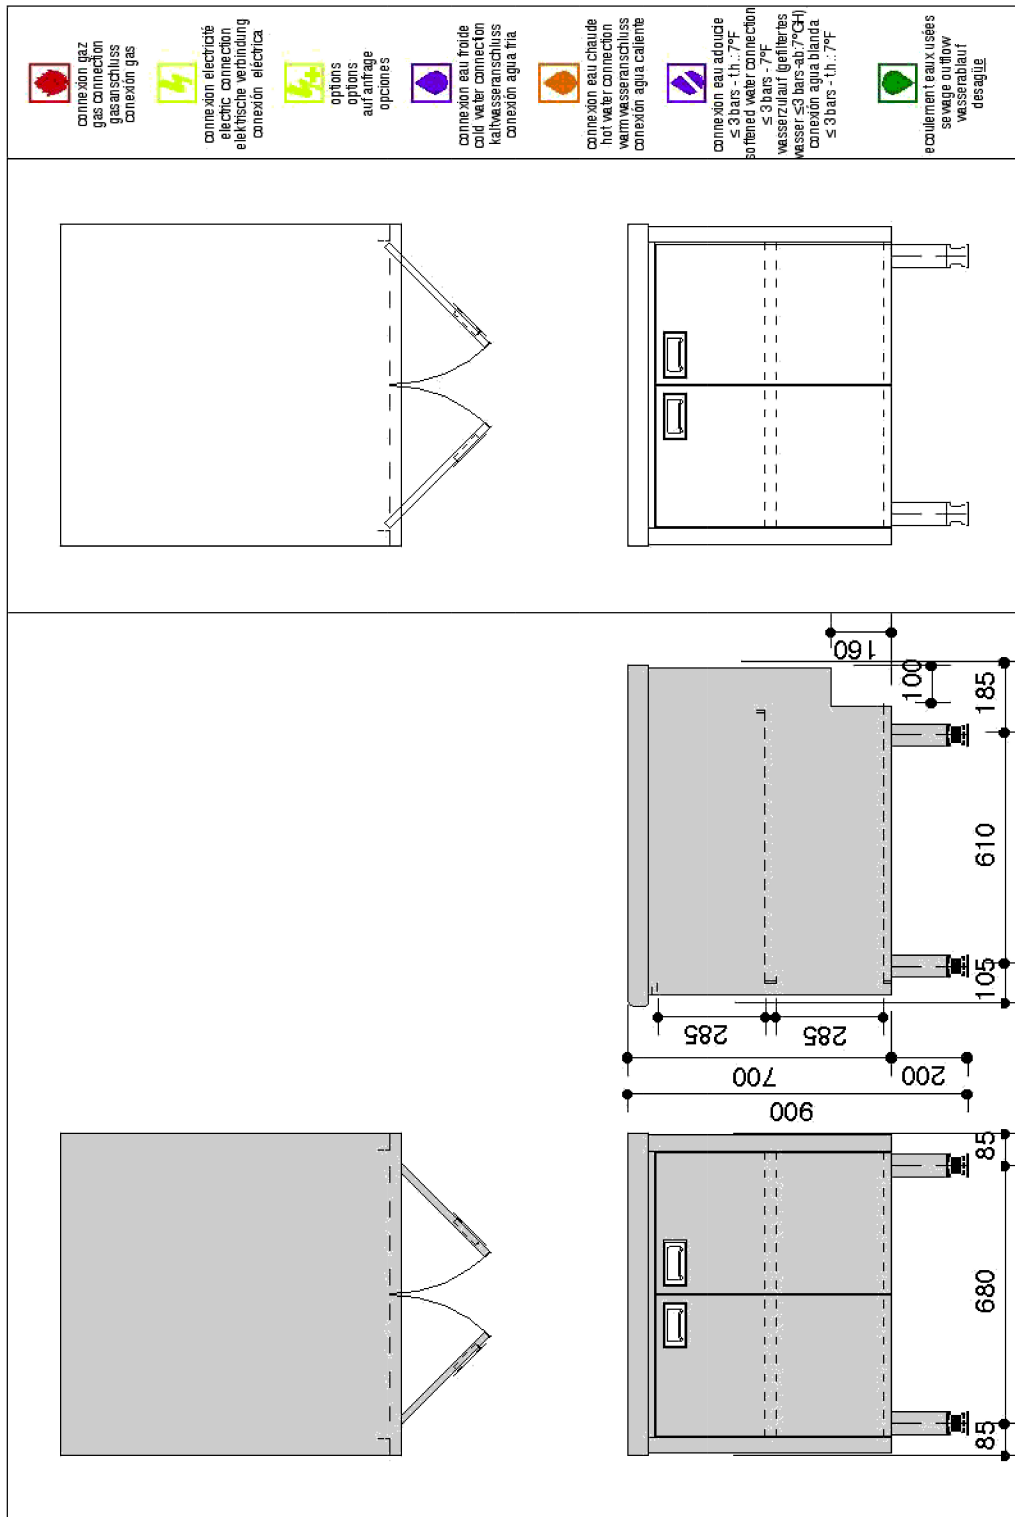 connexion gaz
gas connection
gasanschluss
conexión gas
connexion electricité
electric connection
elektrische verbindung
conexión eléctrica
options
options
auf anfrage
opciones
connexion eau froide
cold water connection
kaltwasseranschluss
conexión agua fria
connexion eau chaude
hot water connection
warmwasseranschluss
conexión agua caliente
connexion eau adoucie
≤ 3 bars - t.h.: 7°F
softened water connection
≤ 3 bars - 7°F
wasserzulauf (gefiltertes
wasser ≤3 bars-ab:7°GH)
conexión agua blanda
≤ 3 bars - t.h.: 7°F
ecoulement eaux usées
sewage outflow
wasserablauf
desagüe
160
100
185
610
105
285
285
700
200
900
85
680
85